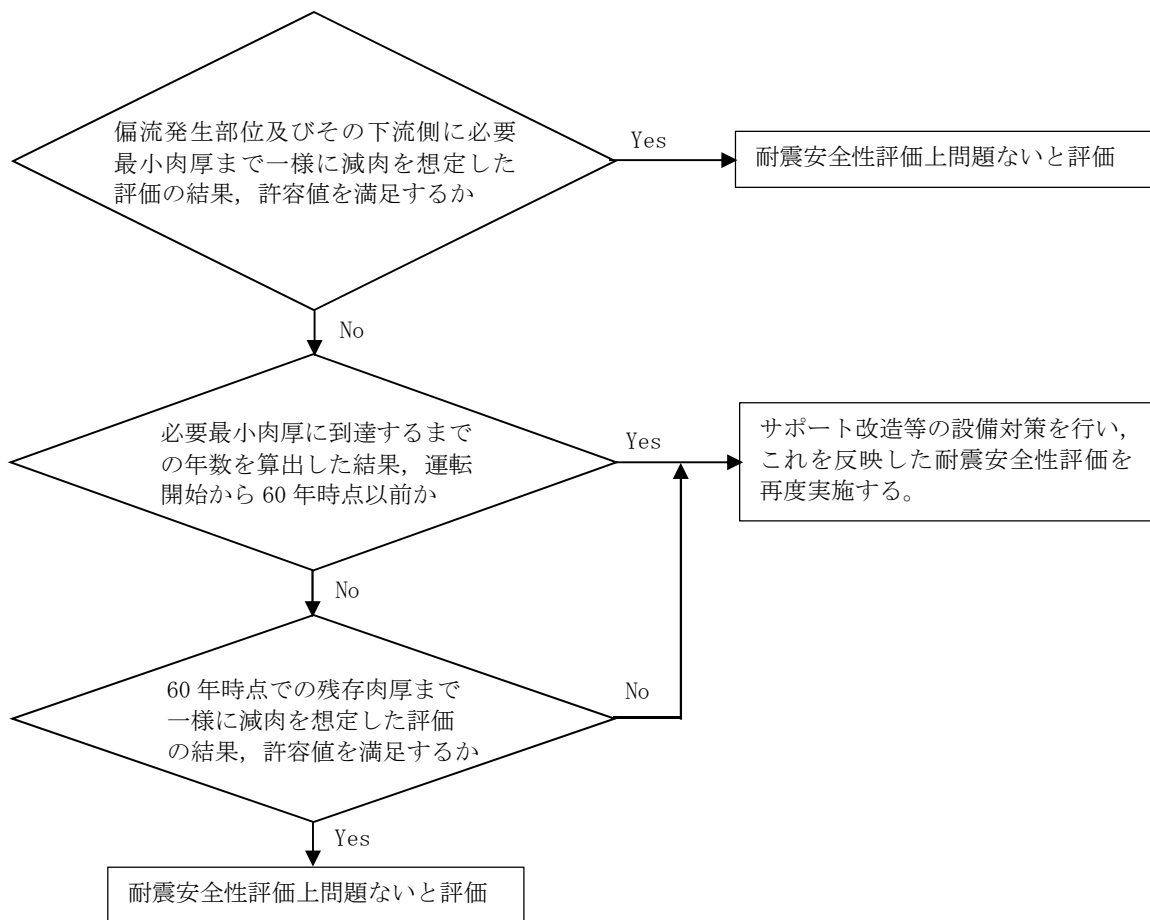 偏流発生部位及びその下流側に必要
最小肉厚まで一様に減肉を想定した
評価の結果，許容値を満足するか
Yes
耐震安全性評価上問題ないと評価
No
必要最小肉厚に到達するまで
の年数を算出した結果，運転
開始から 60 年時点以前か
Yes
サポート改造等の設備対策を行い，
これを反映した耐震安全性評価を
再度実施する。
No
60 年時点での残存肉厚まで
一様に減肉を想定した評価
の結果，許容値を満足するか
No
Yes
耐震安全性評価上問題ないと評価